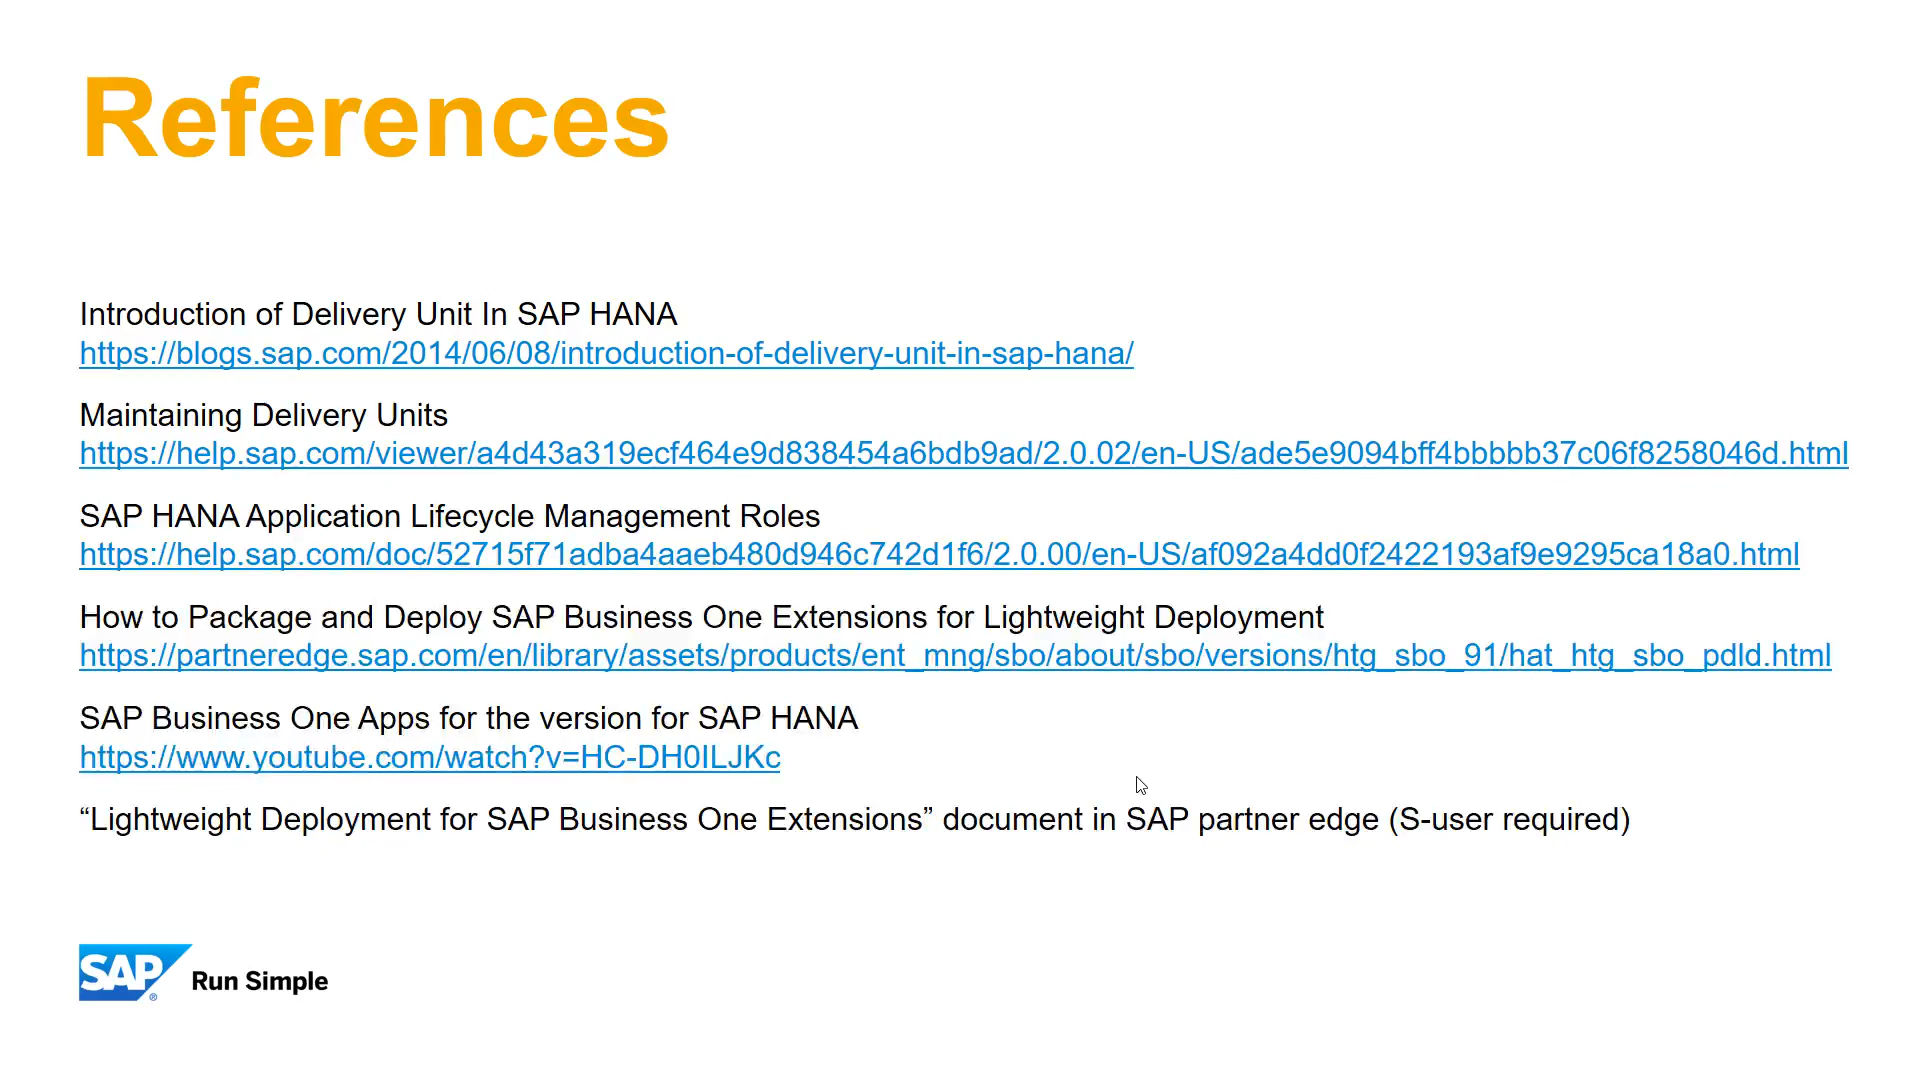 References
Introduction of Delivery Unit In SAP HANA
https://blogs.sap.com/2014/06/08/introduction-of-delivery-unit-in-sap-hana/
Maintaining Delivery Units
https://help.sap.com/viewer/a4d43a319ecf464e9d838454a6bdb9ad/2.0.02/en-US/ade5e9094bff4bbbbb37c06f8258046d.html
SAP HANA Application Lifecycle Management Roles
https://help.sap.com/doc/52715f71adba4aaeb480d946c742d1f6/2.0.00/en-US/af092a4dd0f2422193af9e9295ca18a0.html
How to Package and Deploy SAP Business One Extensions for Lightweight Deployment
https://partneredge.sap.com/en/library/assets/products/ent_mng/sbo/about/sbo/versions/htg_sbo_91/hat_htg_sbo_pdld.html
SAP Business One Apps for the version for SAP HANA
https://www.youtube.com/watch?v=HC-DH0ILJKc
“Lightweight Deployment for SAP Business One Extensions” document in SAP partner edge (S-user required)
SAP® Run Simple